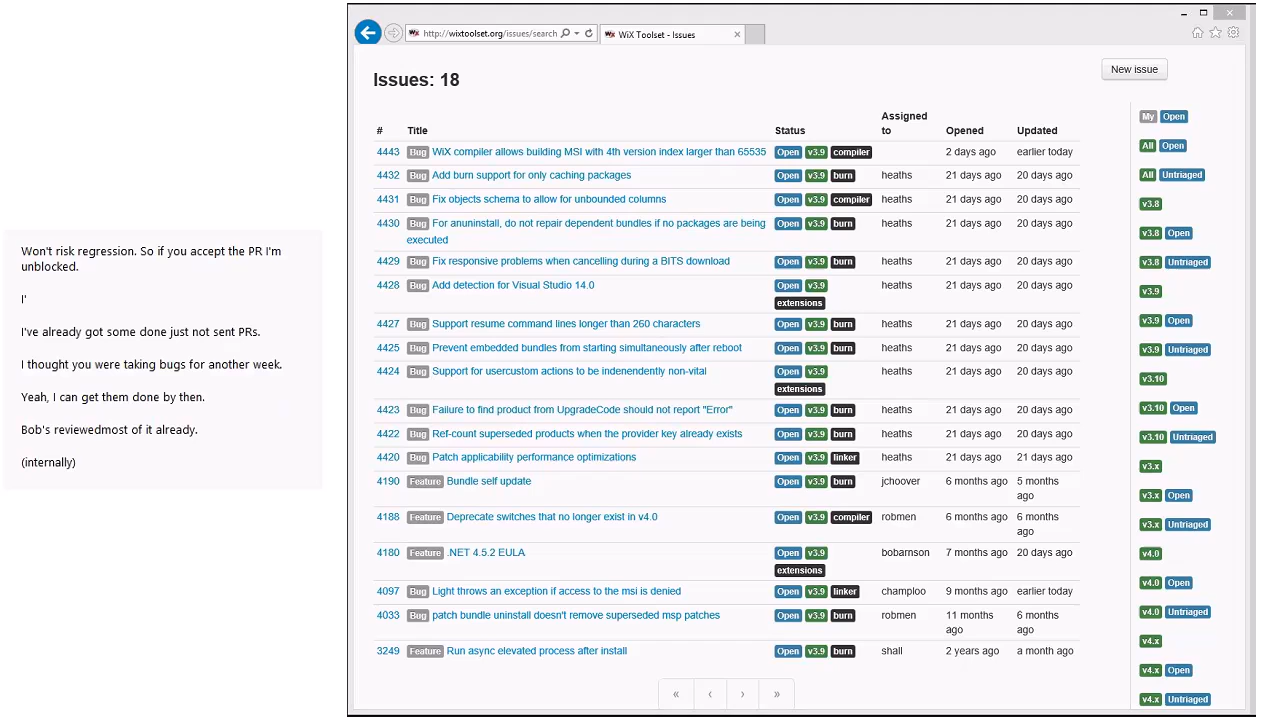 Won't risk regression. So if you accept the PR I'm
unblocked.
I'
I've already got some done just not sent PRs.
I thought you were taking bugs for another week.
Yeah, I can get them done by then.
Bob's reviewedmost of it already.
(internally)
http://wixtoolset.org/issues/search
WiX Toolset - Issues
Issues: 18
New issue
# Title Status Assigned to Opened Updated
4443 Bug WiX compiler allows building MSI with 4th version index larger than 65535 Open v3.9 compiler 2 days ago earlier today
4432 Bug Add burn support for only caching packages Open v3.9 burn heaths 21 days ago 20 days ago
4431 Bug Fix objects schema to allow for unbounded columns Open v3.9 compiler heaths 21 days ago 20 days ago
4430 Bug For anuninstall, do not repair dependent bundles if no packages are being Open v3.9 burn heaths 21 days ago 20 days ago
executed
4429 Bug Fix responsive problems when cancelling during a BITS download Open v3.9 burn heaths 21 days ago 20 days ago
4428 Bug Add detection for Visual Studio 14.0 Open v3.9 heaths 21 days ago 20 days ago
extensions
4427 Bug Support resume command lines longer than 260 characters Open v3.9 burn heaths 21 days ago 20 days ago
4425 Bug Prevent embedded bundles from starting simultaneously after reboot Open v3.9 burn heaths 21 days ago 20 days ago
4424 Bug Support for usercustom actions to be indenendently non-vital Open v3.9 heaths 21 days ago 20 days ago
extensions
4423 Bug Failure to find product from UpgradeCode should not report "Error" Open v3.9 burn heaths 21 days ago 20 days ago
4422 Bug Ref-count superseded products when the provider key already exists Open v3.9 burn heaths 21 days ago 20 days ago
4420 Bug Patch applicability performance optimizations Open v3.9 linker heaths 21 days ago 21 days ago
4190 Feature Bundle self update Open v3.9 burn jchoover 6 months ago 5 months
ago
4188 Feature Deprecate switches that no longer exist in v4.0 Open v3.9 compiler robmen 6 months ago 6 months
ago
4180 Feature .NET 4.5.2 EULA Open v3.9 bobarnson 7 months ago 20 days ago
extensions
4097 Bug Light throws an exception if access to the msi is denied Open v3.9 linker champloo 9 months ago earlier today
4033 Bug patch bundle uninstall doesn't remove superseded msp patches Open v3.9 burn robmen 11 months 6 months
ago ago
3249 Feature Run async elevated process after install Open v3.9 burn shall 2 years ago a month ago
« ‹ › »
My Open
All Open
All Untriaged
v3.8
v3.8 Open
v3.8 Untriaged
v3.9
v3.9 Open
v3.9 Untriaged
v3.10
v3.10 Open
v3.10 Untriaged
v3.x
v3.x Open
v3.x Untriaged
v4.0
v4.0 Open
v4.0 Untriaged
v4.x
v4.x Open
v4.x Untriaged